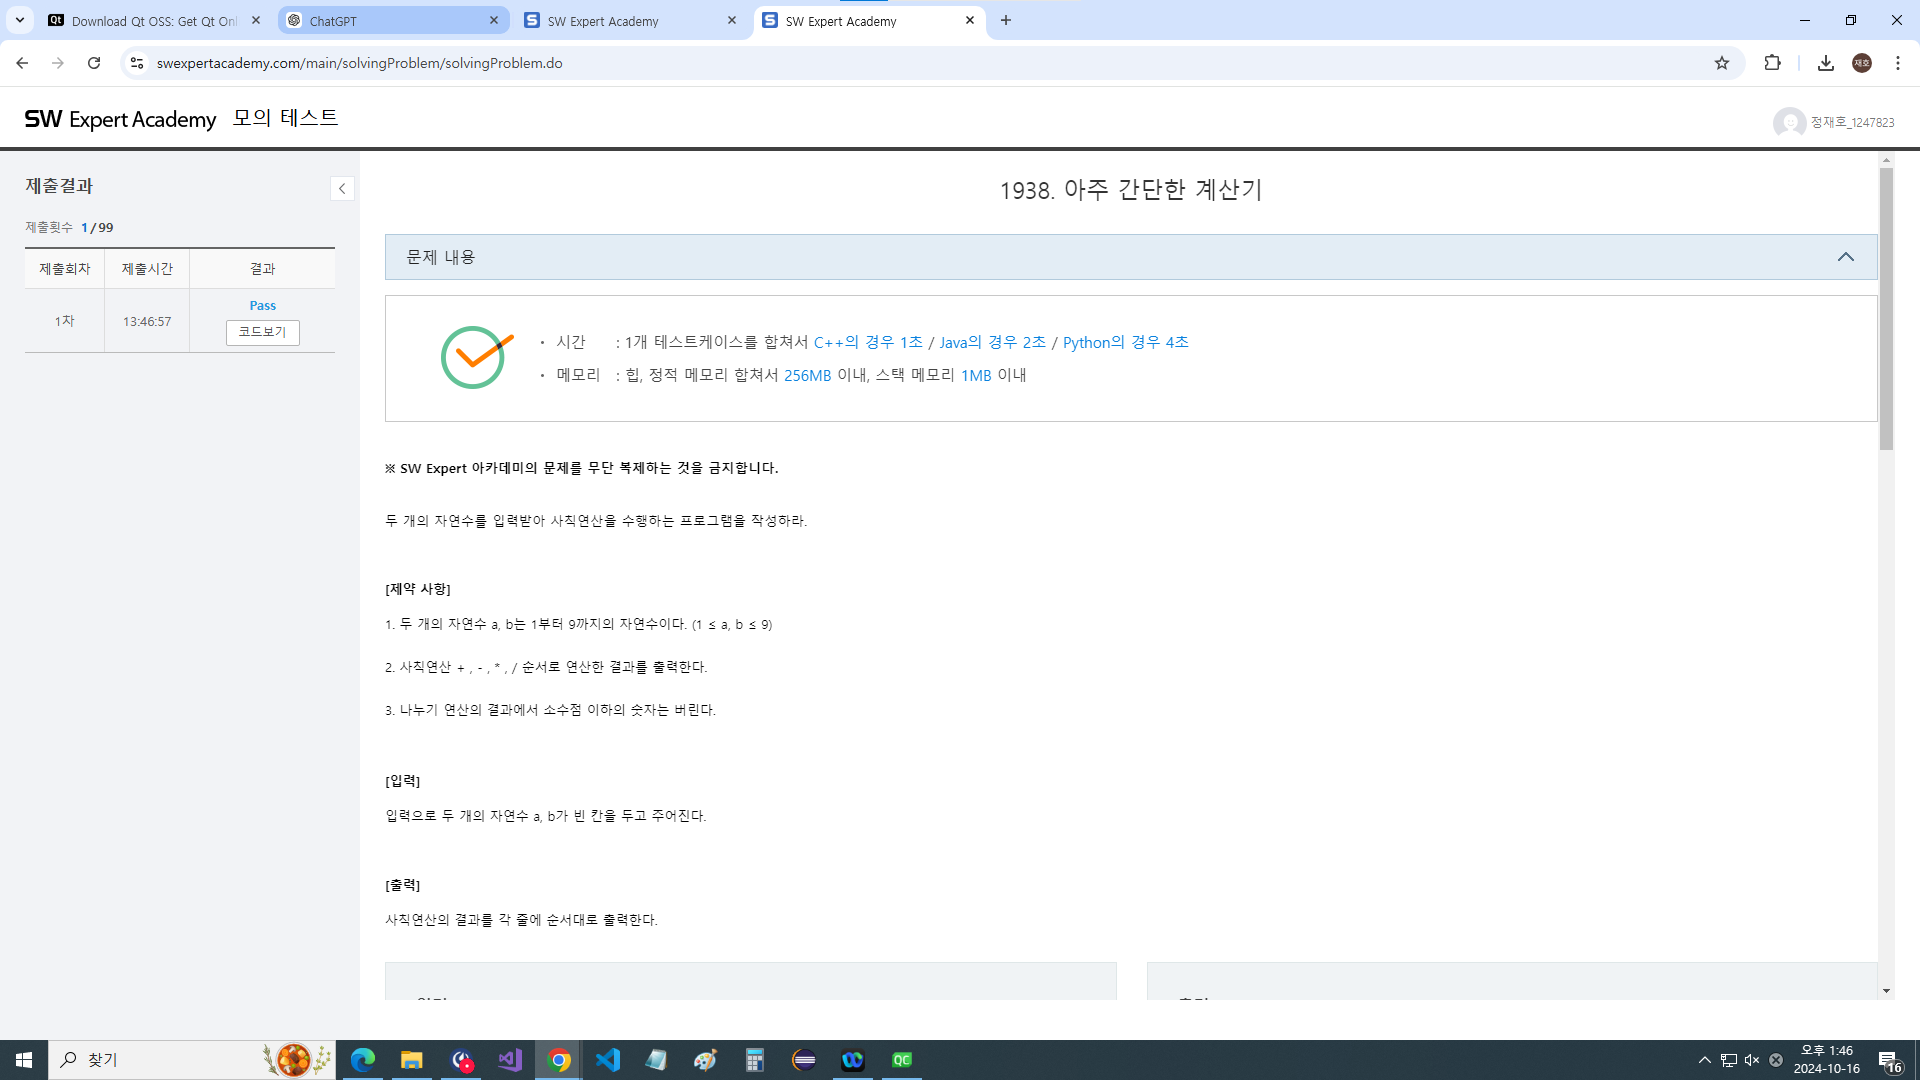 Download Qt OSS: Get Qt Onl
ChatGPT
SW Expert Academy
SW Expert Academy
swexpertacademy.com/main/solvingProblem/solvingProblem.do
재호
SW Expert Academy 모의 테스트
정재호_1247823
제출결과
제출횟수 1 / 99
제출회차 제출시간 결과
1차 13:46:57 Pass
코드보기
1938. 아주 간단한 계산기
문제 내용
· 시간 : 1개 테스트케이스를 합쳐서 C++의 경우 1초 / Java의 경우 2초 / Python의 경우 4초
· 메모리 : 힙, 정적 메모리 합쳐서 256MB 이내, 스택 메모리 1MB 이내
※ SW Expert 아카데미의 문제를 무단 복제하는 것을 금지합니다.
두 개의 자연수를 입력받아 사칙연산을 수행하는 프로그램을 작성하라.
[제약 사항]
1. 두 개의 자연수 a, b는 1부터 9까지의 자연수이다. (1 ≤ a, b ≤ 9)
2. 사칙연산 + , - , * , / 순서로 연산한 결과를 출력한다.
3. 나누기 연산의 결과에서 소수점 이하의 숫자는 버린다.
[입력]
입력으로 두 개의 자연수 a, b가 빈 칸을 두고 주어진다.
[출력]
사칙연산의 결과를 각 줄에 순서대로 출력한다.
찾기
QC
오후 1:46
2024-10-16
16